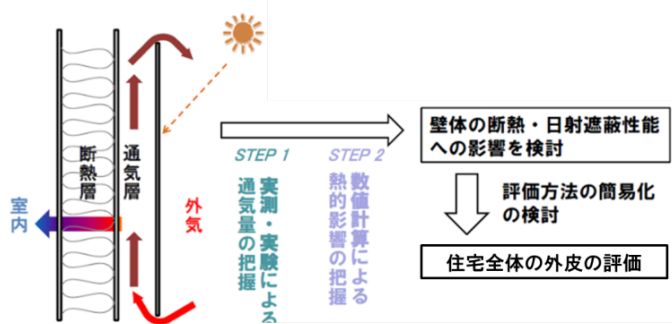 断熱層
通気層
室内
外気
STEP 1
実測・実験による
通気量の把握
STEP 2
数値計算による
熱的影響の把握
壁体の断熱・日射遮蔽性能
への影響を検討
評価方法の簡易化
の検討
住宅全体の外皮の評価